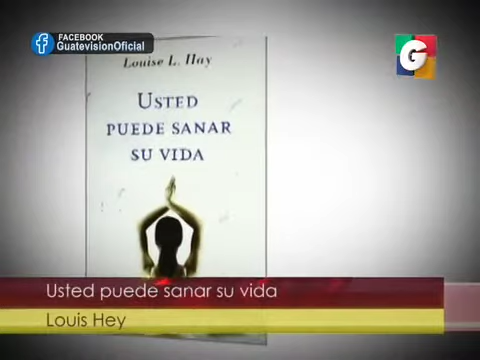 FACEBOOK
GuatevisionOficial
G
Louise L. Hay
USTED
PUEDE SANAR
SU VIDA
Usted puede sanar su vida
Louis Hey